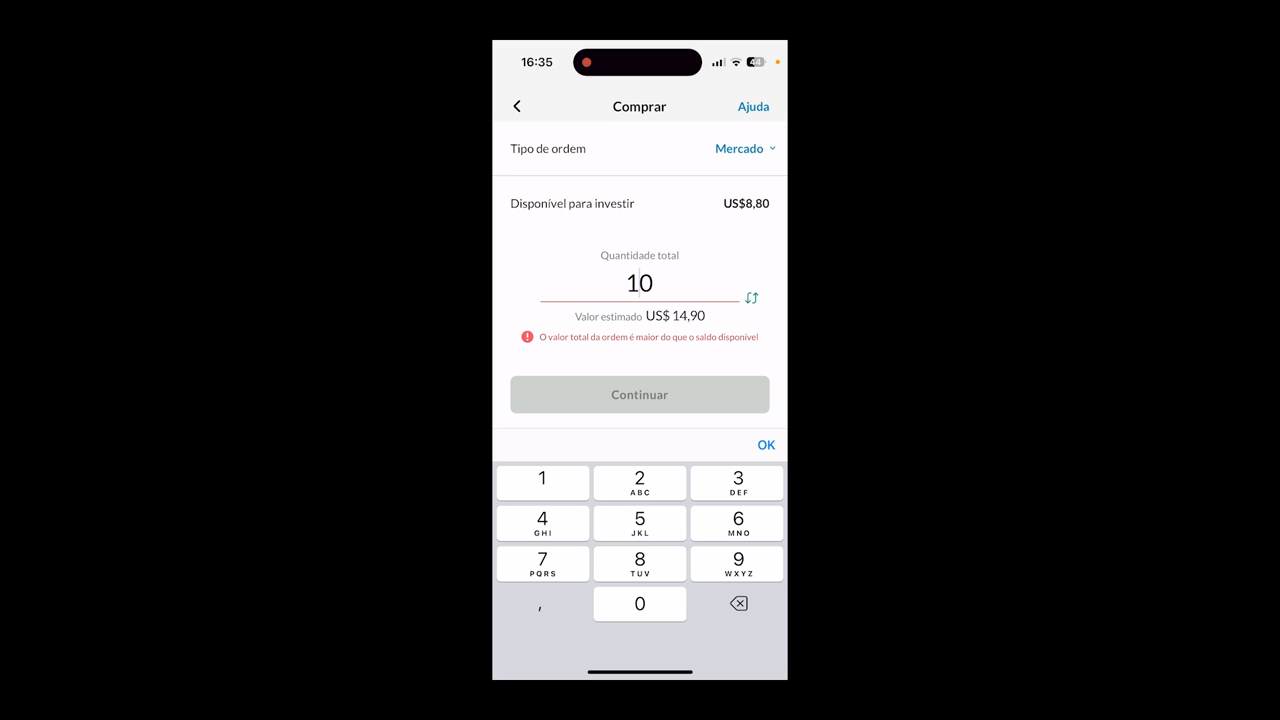 16:35
44
Comprar
Ajuda
Tipo de ordem
Mercado
Disponível para investir
US$8,80
Quantidade total
10
Valor estimado US$ 14,90
O valor total da ordem é maior do que o saldo disponível
Continuar
OK
1
2
ABC
3
DEF
4
GHI
5
JKL
6
MNO
7
PQRS
8
TUV
9
WXYZ
,
0